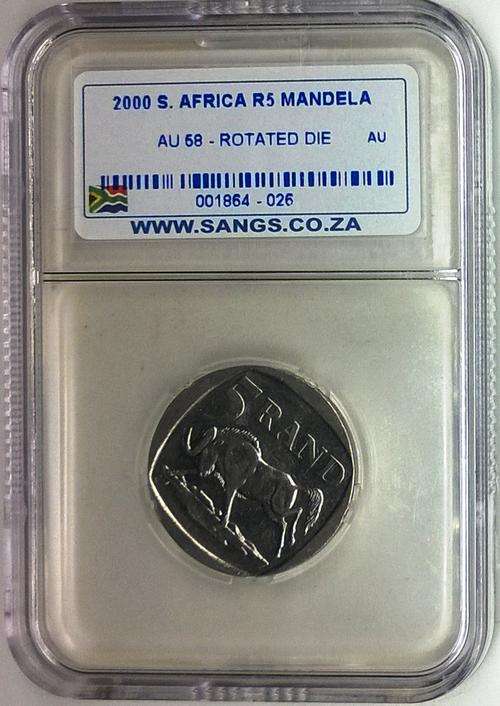 2000 S. AFRICA R5 MANDELA
AU 58 - ROTATED DIE AU
001864 - 026
WWW.SANGS.CO.ZA
5 RAND